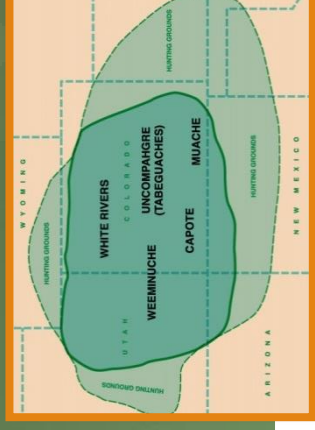 WYOMING
HUNTING GROUNDS
WHITE RIVERS
UTAH
COLORADO
HUNTING GROUNDS
UNCOMPAHGRE
(TABEGUACHES)
WEEMINUCHE
HUNTING GROUNDS
MUACHE
CAPOTE
HUNTING GROUNDS
ARIZONA
NEW MEXICO